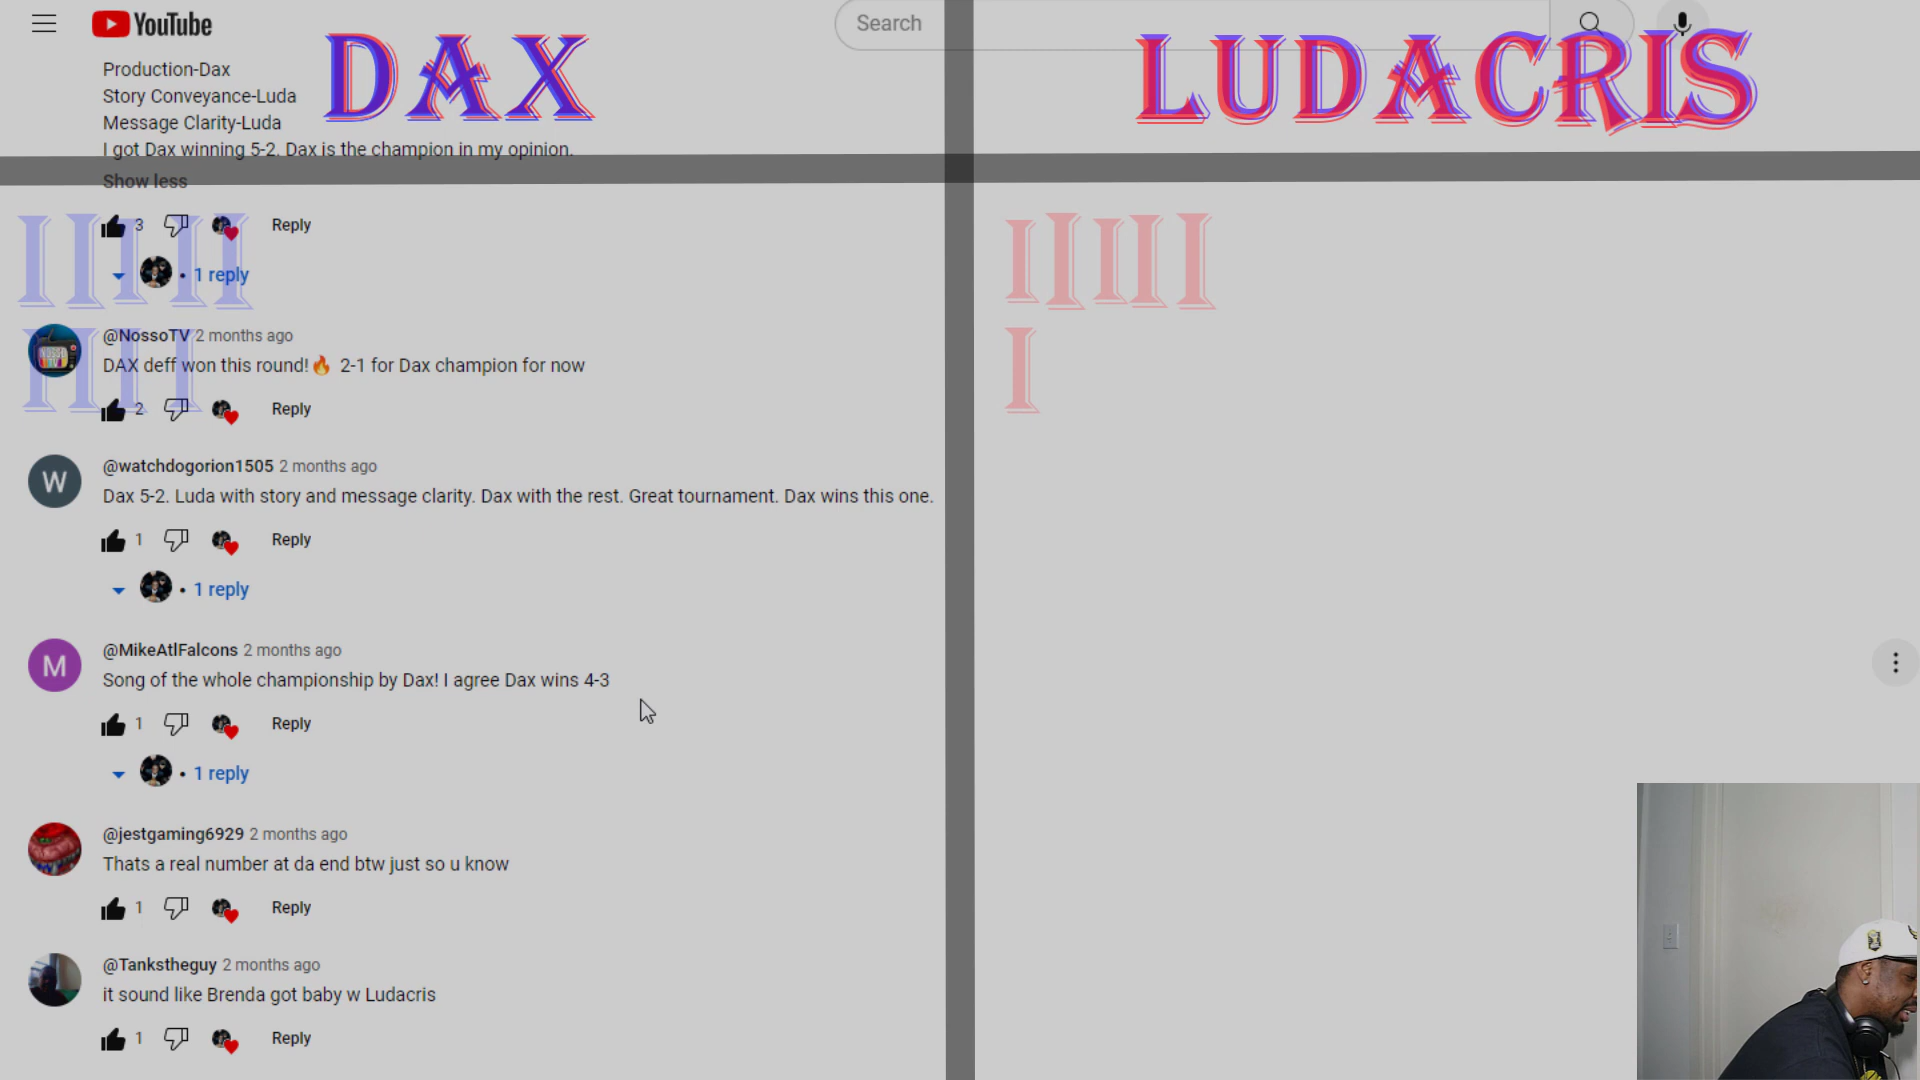 YouTube
Search
DAX
LUDACRIS
Production-Dax
Story Conveyance-Luda
Message Clarity-Luda
I got Dax winning 5-2. Dax is the champion in my opinion.
Show less
3
Reply
1 reply
IIIII
IIIII
@NossoTV 2 months ago
DAX deff won this round!🔥 2-1 for Dax champion for now
IIII
I
2
Reply
@watchdogorion1505 2 months ago
Dax 5-2. Luda with story and message clarity. Dax with the rest. Great tournament. Dax wins this one.
1
Reply
1 reply
@MikeAtlFalcons 2 months ago
Song of the whole championship by Dax! I agree Dax wins 4-3
1
Reply
1 reply
@jestgaming6929 2 months ago
Thats a real number at da end btw just so u know
1
Reply
@Tankstheguy 2 months ago
it sound like Brenda got baby w Ludacris
1
Reply
W
M